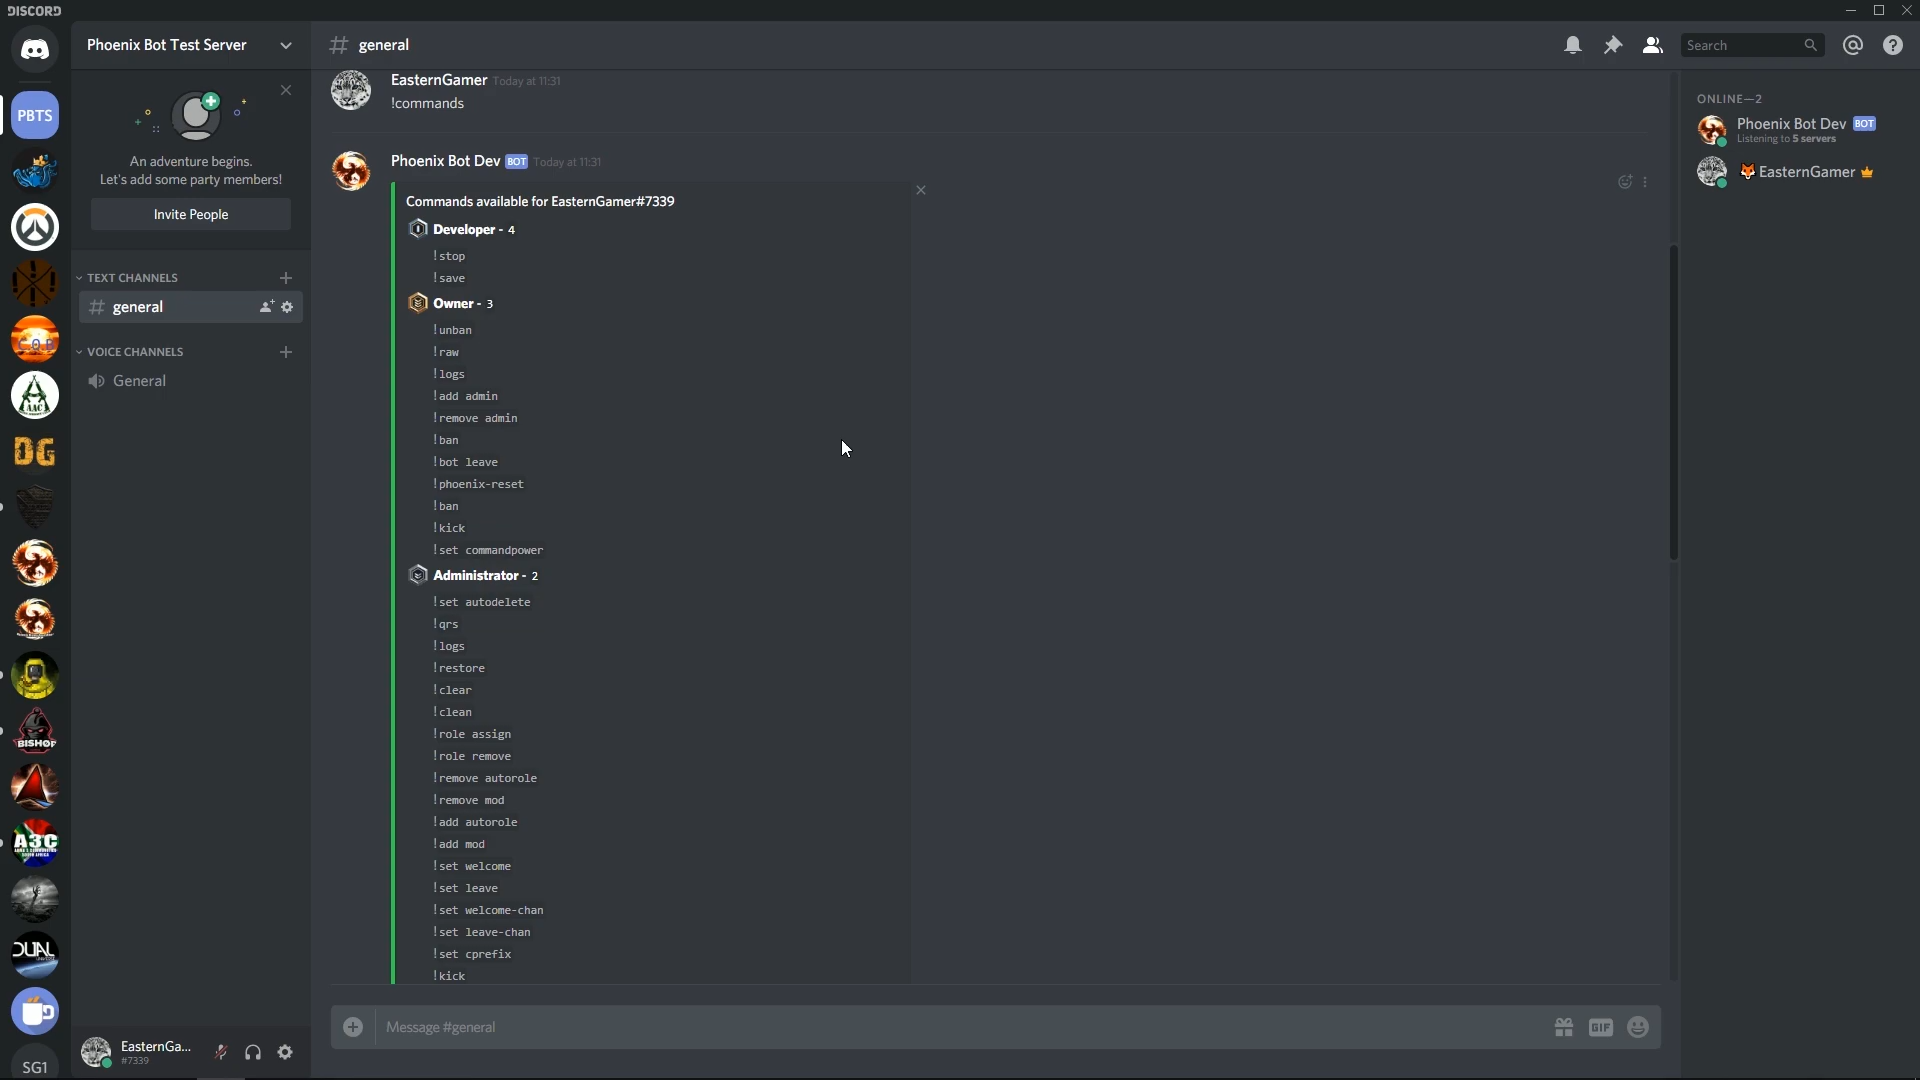 DISCORD
Phoenix Bot Test Server
general
Search
PBTS
An adventure begins.
Let's add some party members!
Invite People
TEXT CHANNELS
general
VOICE CHANNELS
General
C.O.B
AAC
DG
BISHOP
A3C
DUAL
SG1
EasternGa...
#7339
EasternGamer Today at 11:31
!commands
Phoenix Bot Dev BOT Today at 11:31
Commands available for EasternGamer#7339
Developer - 4
!stop
!save
Owner - 3
!unban
!raw
!logs
!add admin
!remove admin
!ban
!bot leave
!phoenix-reset
!ban
!kick
!set commandpower
Administrator - 2
!set autodelete
!qrs
!logs
!restore
!clear
!clean
!role assign
!role remove
!remove autorole
!remove mod
!add autorole
!add mod
!set welcome
!set leave
!set welcome-chan
!set leave-chan
!set cprefix
!kick
Message #general
GIF
ONLINE—2
Phoenix Bot Dev BOT
Listening to 5 servers
EasternGamer